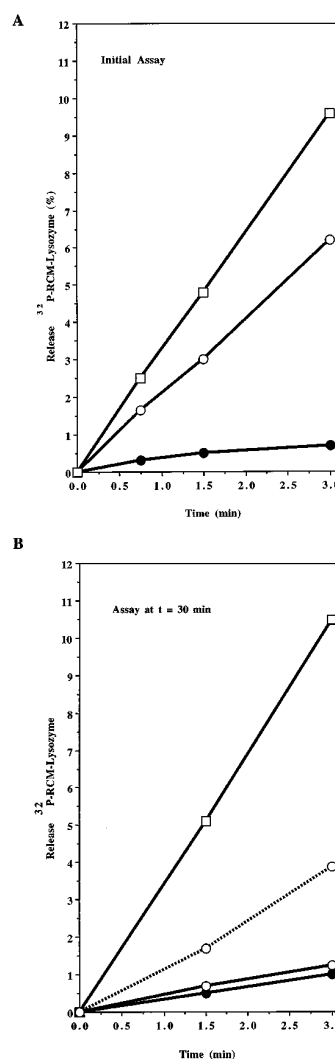 A
Initial Assay
12
11
10
9
8
7
6
5
4
3
2
1
0
Release ³²P-RCM-Lysozyme (%)
0.0 0.5 1.0 1.5 2.0 2.5 3.0
Time (min)
B
Assay at t = 30 min
12
11
10
9
8
7
6
5
4
3
2
1
0
Release ³²P-RCM-Lysozyme
0.0 0.5 1.0 1.5 2.0 2.5 3.0
Time (min)